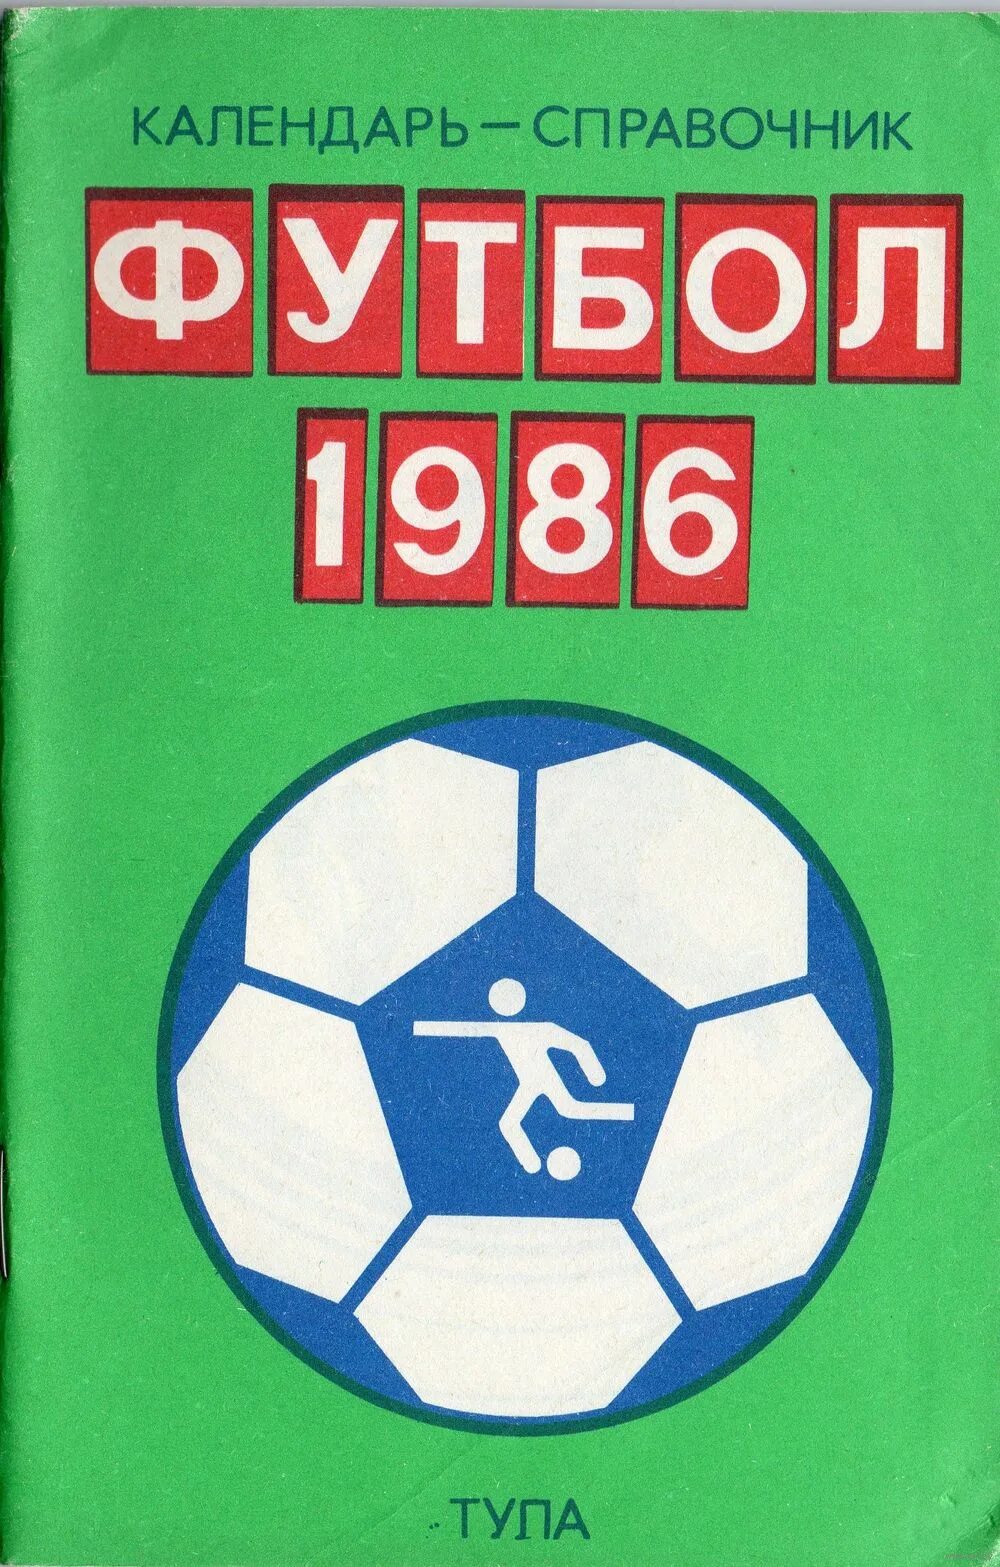 КАЛЕНДАРЬ — СПРАВОЧНИК
ФУТБОЛ
1986
ТУЛА